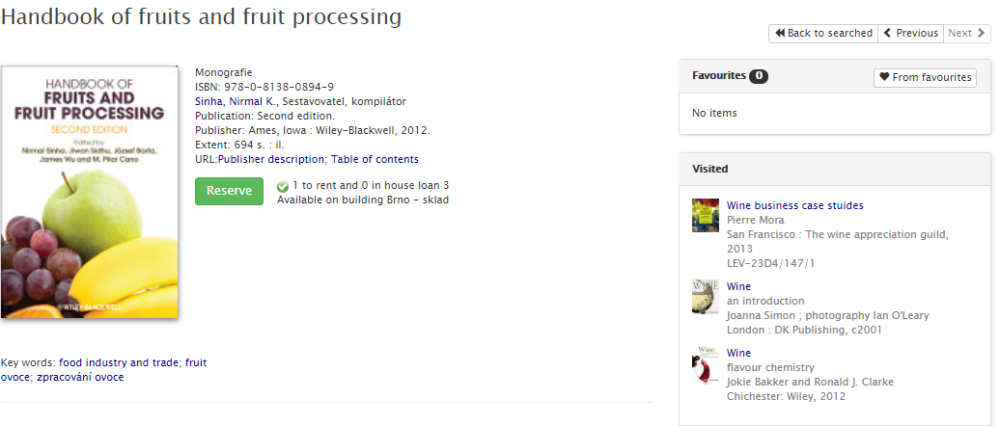 Handbook of fruits and fruit processing
Back to searched
Previous
Next
HANDBOOK OF
FRUITS AND
FRUIT PROCESSING
SECOND EDITION
Edited by
Nirmal Sinha, Jiwan Sidhu, József Barta,
James Wu and M. Pilar Cano
WILEY-BLACKWELL
Monografie
ISBN: 978-0-8138-0894-9
Sinha, Nirmal K., Sestavovatel, kompilátor
Publication: Second edition.
Publisher: Ames, Iowa : Wiley-Blackwell, 2012.
Extent: 694 s. : il.
URL:Publisher description; Table of contents
Reserve
1 to rent and 0 in house loan 3
Available on building Brno - sklad
Key words: food industry and trade; fruit
ovoce; zpracování ovoce
Favourites 0
From favourites
No items
Visited
Wine business case stuides
Pierre Mora
San Francisco : The wine appreciation guild,
2013
LEV-23D4/147/1
Wine
an introduction
Joanna Simon ; photography Ian O'Leary
London : DK Publishing, c2001
Wine
flavour chemistry
Jokie Bakker and Ronald J. Clarke
Chichester: Wiley, 2012